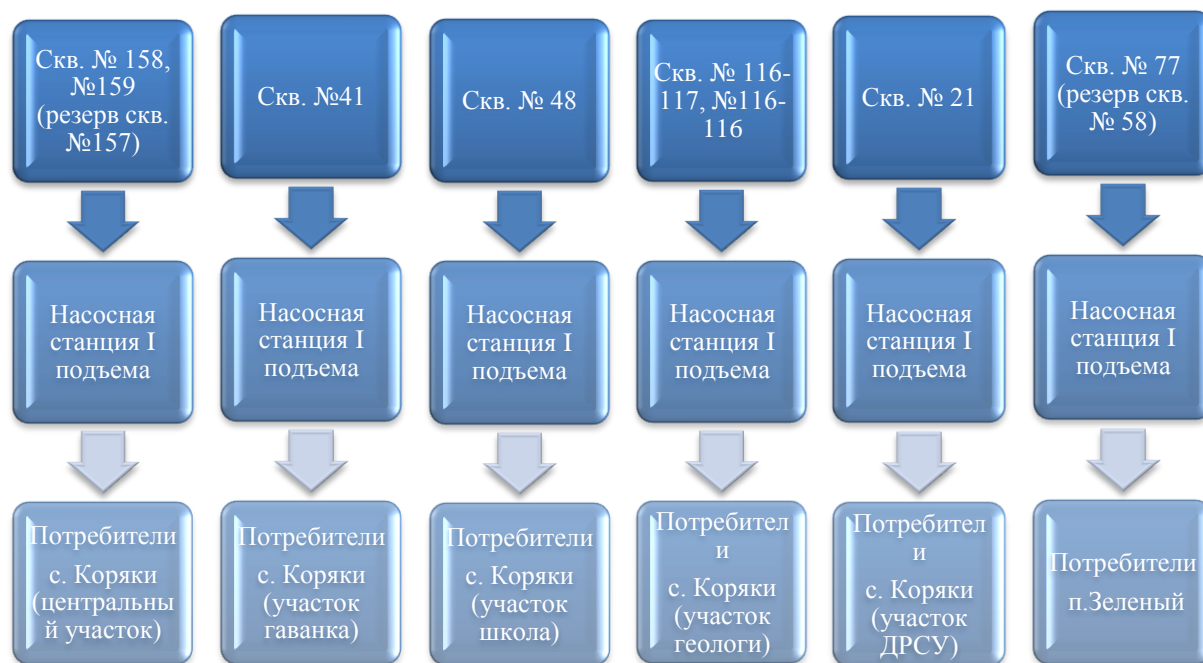 Скв. № 158,
№159
(резерв скв.
№157)
Скв. №41
Скв. № 48
Скв. № 116-
117, №116-
116
Скв. № 21
Скв. № 77
(резерв скв.
№ 58)
Насосная
станция I
подъема
Насосная
станция I
подъема
Насосная
станция I
подъема
Насосная
станция I
подъема
Насосная
станция I
подъема
Насосная
станция I
подъема
Потребители
с. Коряки
(центральны
й участок)
Потребители
с. Коряки
(участок
гаванка)
Потребители
с. Коряки
(участок
школа)
Потребител
и
с. Коряки
(участок
геологи)
Потребител
и
с. Коряки
(участок
ДРСУ)
Потребители
п.Зеленый